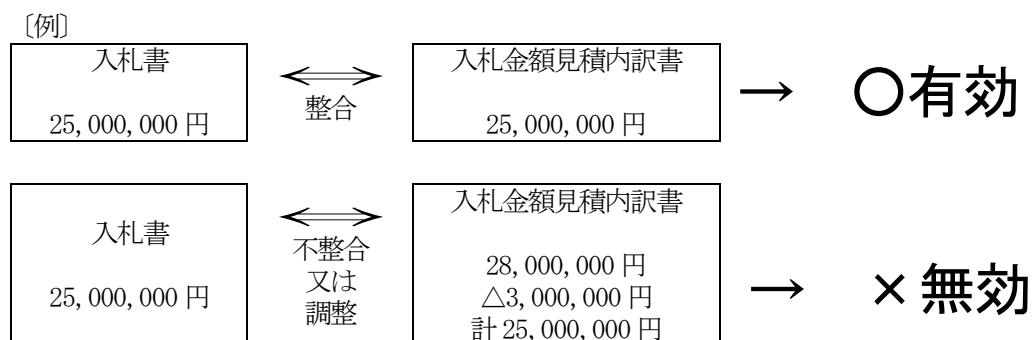 〔例〕
入札書
25,000,000 円
整合
入札金額見積内訳書
25,000,000 円
→ ○有効
入札書
25,000,000 円
不整合
又は
調整
入札金額見積内訳書
28,000,000 円
△3,000,000 円
計 25,000,000 円
→ ×無効